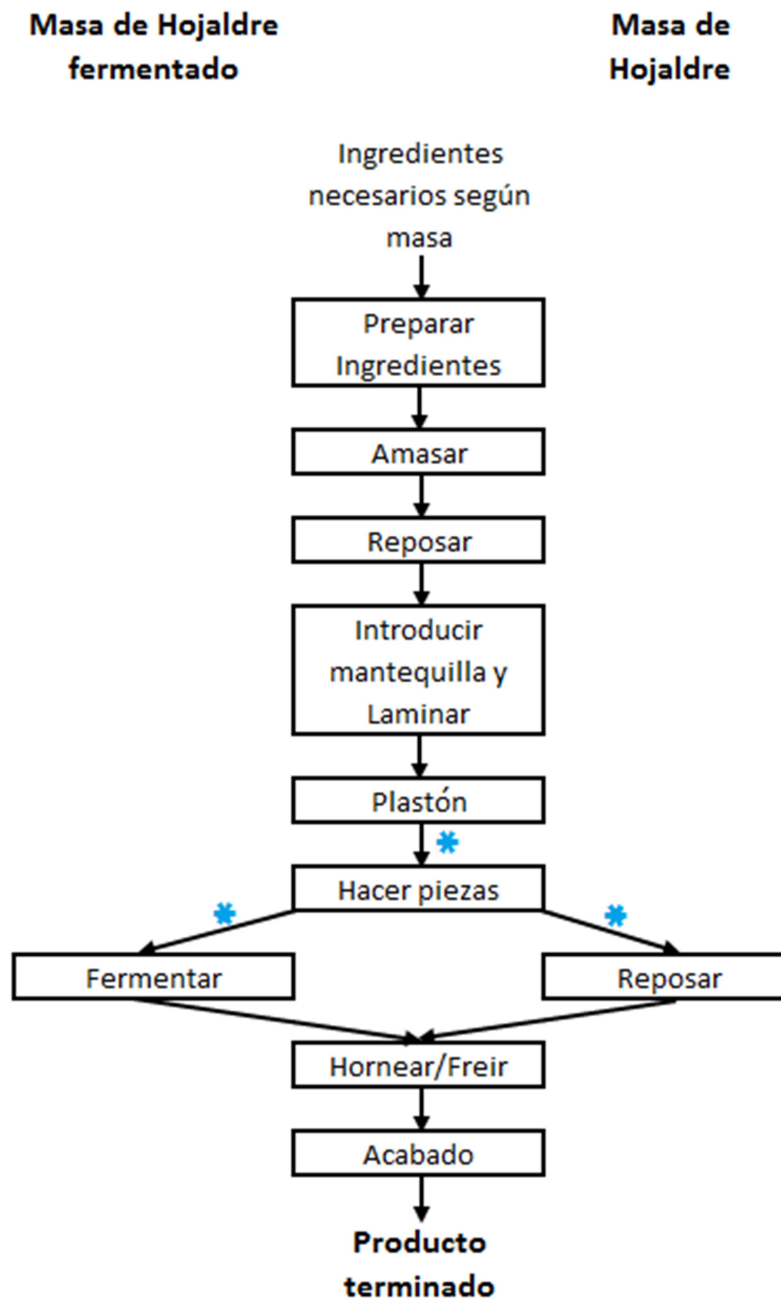 Masa de Hojaldre
fermentado
Masa de
Hojaldre
Ingredientes
necesarios según
masa
Preparar
Ingredientes
Amasar
Reposar
Introducir
mantequilla y
Laminar
Plastón
*
Hacer piezas
*
*
Fermentar
Reposar
Hornear/Freir
Acabado
Producto
terminado